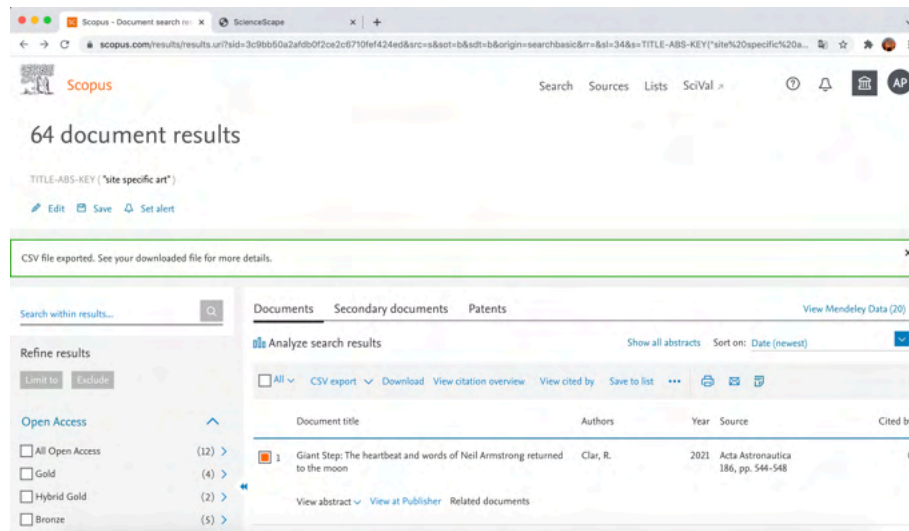 Scopus - Document search res
ScienceScape
scopus.com/results/results.uri?sid=3c9bb50a2afdb0f2ce2c6710fef424ed&src=s&sot=b&sdt=b&origin=searchbasic&rr=&sl=34&s=TITLE-ABS-KEY("site%20specific%20a...
Scopus
Search Sources Lists SciVal
AP
64 document results
TITLE-ABS-KEY ( "site specific art" )
Edit Save Set alert
CSV file exported. See your downloaded file for more details.
Search within results...
Documents Secondary documents Patents
View Mendeley Data (20)
Refine results
Analyze search results
Show all abstracts Sort on: Date (newest)
Limit to Exclude
All CSV export Download View citation overview View cited by Save to list •••
Open Access
Document title Authors Year Source Cited b
All Open Access (12)
Gold (4)
Hybrid Gold (2)
Bronze (5)
1 Giant Step: The heartbeat and words of Neil Armstrong returned Clar, R. 2021 Acta Astronautica
to the moon 186, pp. 544-548
View abstract View at Publisher Related documents